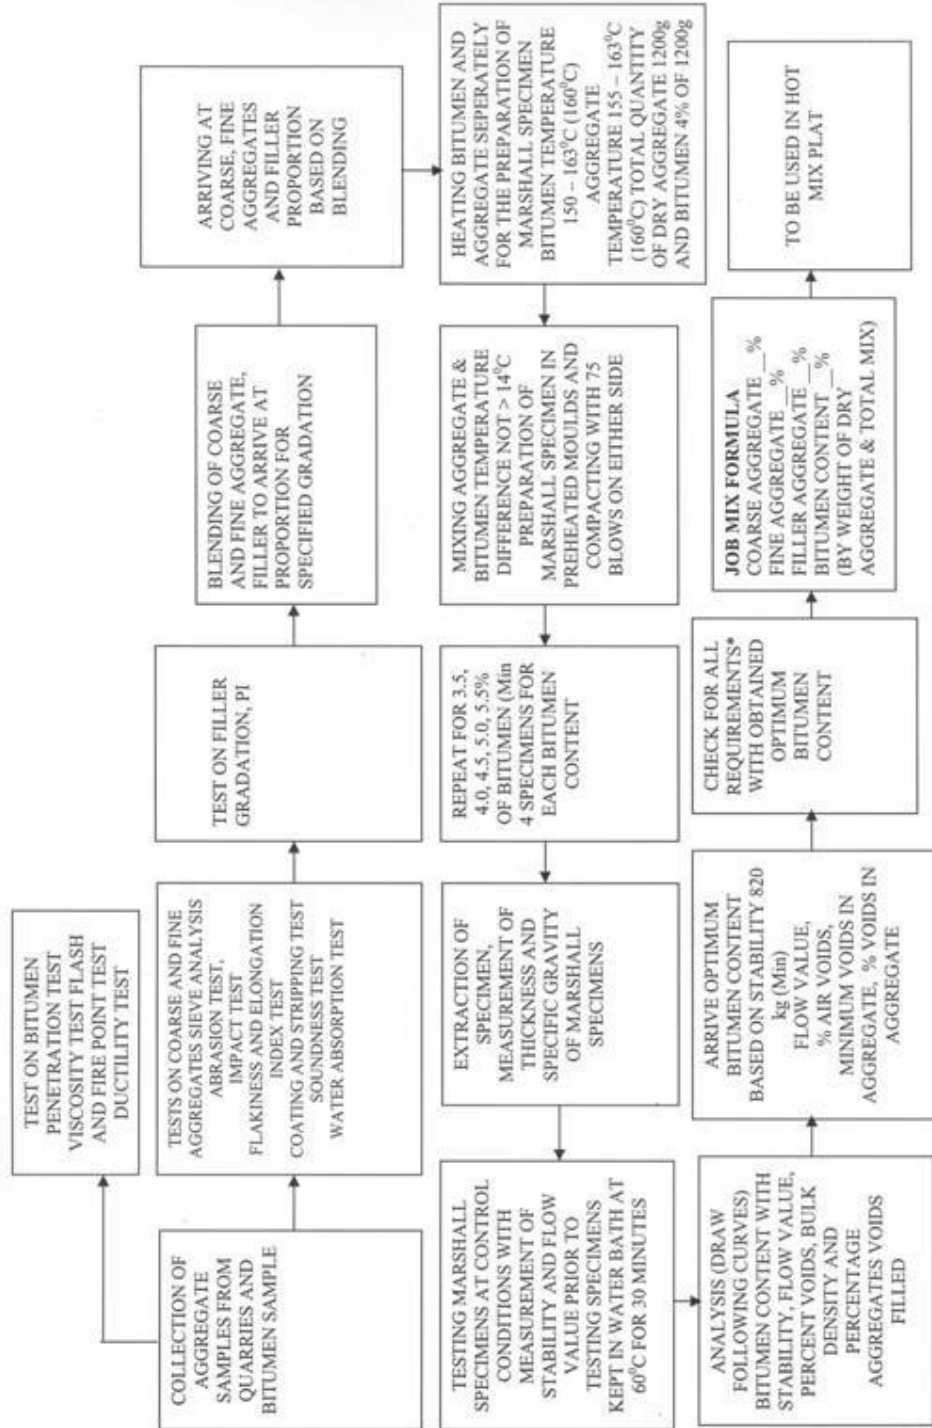 COLLECTION OF
AGGREGATE
SAMPLES FROM
QUARRIES AND
BITUMEN SAMPLE
TEST ON BITUMEN
PENETRATION TEST
VISCOSITY TEST FLASH
AND FIRE POINT TEST
DUCTILITY TEST
TESTS ON COARSE AND FINE
AGGREGATES SIEVE ANALYSIS
ABRASION TEST,
IMPACT TEST
FLAKINESS AND ELONGATION
INDEX TEST
COATING AND STRIPPING TEST
SOUNDNESS TEST
WATER ABSORPTION TEST
TEST ON FILLER
GRADATION, PI
BLENDING OF COARSE
AND FINE AGGREGATE,
FILLER TO ARRIVE AT
PROPORTION FOR
SPECIFIED GRADATION
ARRIVING AT
COARSE, FINE
AGGREGATES
AND FILLER
PROPORTION
BASED ON
BLENDING
HEATING BITUMEN AND
AGGREGATE SEPERATELY
FOR THE PREPARATION OF
MARSHALL SPECIMEN
BITUMEN TEMPERATURE
150 – 163⁰C (160⁰C)
AGGREGATE
TEMPERATURE 155 – 163⁰C
(160⁰C) TOTAL QUANTITY
OF DRY AGGREGATE 1200g
AND BITUMEN 4% OF 1200g
MIXING AGGREGATE &
BITUMEN TEMPERATURE
DIFFERENCE NOT > 14⁰C
PREPARATION OF
MARSHALL SPECIMEN IN
PREHEATED MOULDS AND
COMPACTING WITH 75
BLOWS ON EITHER SIDE
REPEAT FOR 3.5,
4.0, 4.5, 5.0, 5.5%
OF BITUMEN (Min
4 SPECIMENS FOR
EACH BITUMEN
CONTENT
EXTRACTION OF
SPECIMEN,
MEASUREMENT OF
THICKNESS AND
SPECIFIC GRAVITY
OF MARSHALL
SPECIMENS
TESTING MARSHALL
SPECIMENS AT CONTROL
CONDITIONS WITH
MEASUREMENT OF
STABILITY AND FLOW
VALUE PRIOR TO
TESTING SPECIMENS
KEPT IN WATER BATH AT
60⁰C FOR 30 MINUTES
ANALYSIS (DRAW
FOLLOWING CURVES)
BITUMEN CONTENT WITH
STABILITY, FLOW VALUE,
PERCENT VOIDS, BULK
DENSITY AND
PERCENTAGE
AGGREGATES VOIDS
FILLED
ARRIVE OPTIMUM
BITUMEN CONTENT
BASED ON STABILITY 820
kg (Min)
FLOW VALUE,
% AIR VOIDS,
MINIMUM VOIDS IN
AGGREGATE, % VOIDS IN
AGGREGATE
CHECK FOR ALL
REQUIREMENTS*
WITH OBTAINED
OPTIMUM
BITUMEN
CONTENT
JOB MIX FORMULA
COARSE AGGREGATE __%
FINE AGGREGATE __%
FILLER AGGREGATE __%
BITUMEN CONTENT __%
(BY WEIGHT OF DRY
AGGREGATE & TOTAL MIX)
TO BE USED IN HOT
MIX PLAT